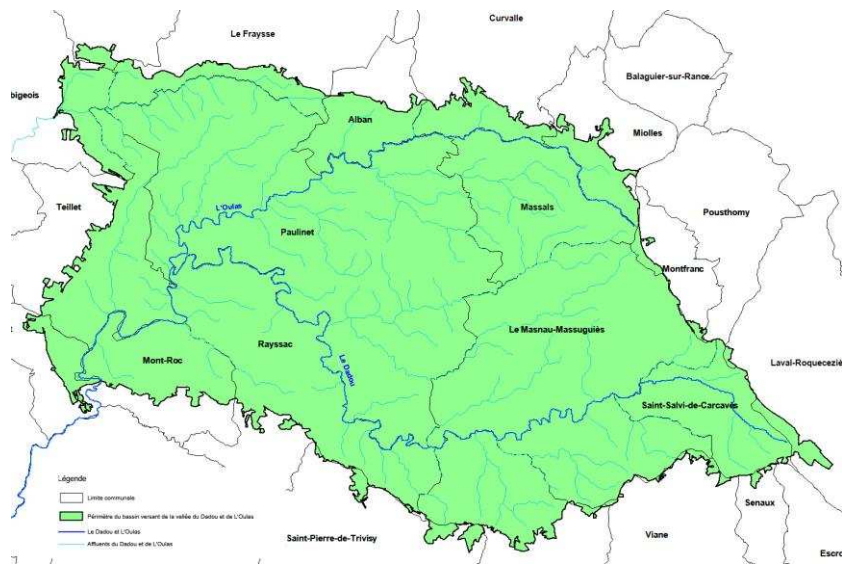 Curvalle
Le Fraysse
Balaguier-sur-Rance
bigeois
Alban
Miolles
Teillet
L'Oulas
Massals
Pousthomy
Paulinet
Montfranc
Le Masnau-Massuguiès
Mont-Roc
Rayssac
Le Dadou
Laval-Roquecezière
Saint-Salvi-de-Carcavès
Légende
Limite communale
Périmètre du bassin versant de la vallée du Dadou et de L'Oulas
Le Dadou et L'Oulas
Affluents du Dadou et de L'Oulas
Senaux
Saint-Pierre-de-Trivisy
Viane
Escro